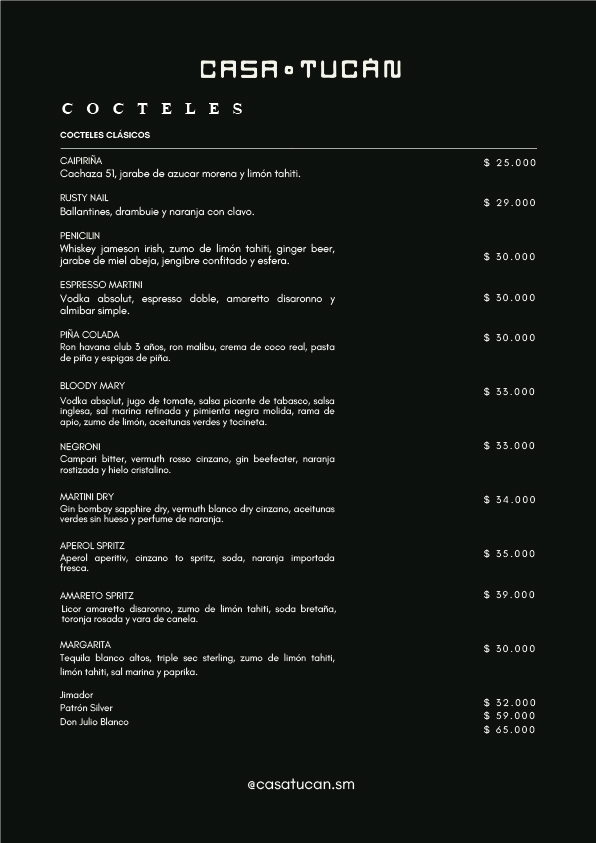 CASA TUCÁN
COCTELES
COCTELES CLÁSICOS
CAIPIRIÑA $ 25.000
Cachaza 51, jarabe de azucar morena y limón tahiti.
RUSTY NAIL $ 29.000
Ballantines, drambuie y naranja con clavo.
PENICILIN
Whiskey jameson irish, zumo de limón tahiti, ginger beer,
jarabe de miel abeja, jengibre confitado y esfera. $ 30.000
ESPRESSO MARTINI
Vodka absolut, espresso doble, amaretto disaronno y $ 30.000
almibar simple.
PIÑA COLADA $ 30.000
Ron havana club 3 años, ron malibu, crema de coco real, pasta
de piña y espigas de piña.
BLOODY MARY $ 33.000
Vodka absolut, jugo de tomate, salsa picante de tabasco, salsa
inglesa, sal marina refinada y pimienta negra molida, rama de
apio, zumo de limón, aceitunas verdes y tocineta.
NEGRONI $ 33.000
Campari bitter, vermuth rosso cinzano, gin beefeater, naranja
rostizada y hielo cristalino.
MARTINI DRY $ 34.000
Gin bombay sapphire dry, vermuth blanco dry cinzano, aceitunas
verdes sin hueso y perfume de naranja.
APEROL SPRITZ $ 35.000
Aperol aperitiv, cinzano to spritz, soda, naranja importada
fresca.
AMARETO SPRITZ $ 39.000
Licor amaretto disaronno, zumo de limón tahiti, soda bretaña,
toronja rosada y vara de canela.
MARGARITA $ 30.000
Tequila blanco altos, triple sec sterling, zumo de limón tahiti,
limón tahiti, sal marina y paprika.
Jimador $ 32.000
Patrón Silver $ 59.000
Don Julio Blanco $ 65.000
@casatucan.sm